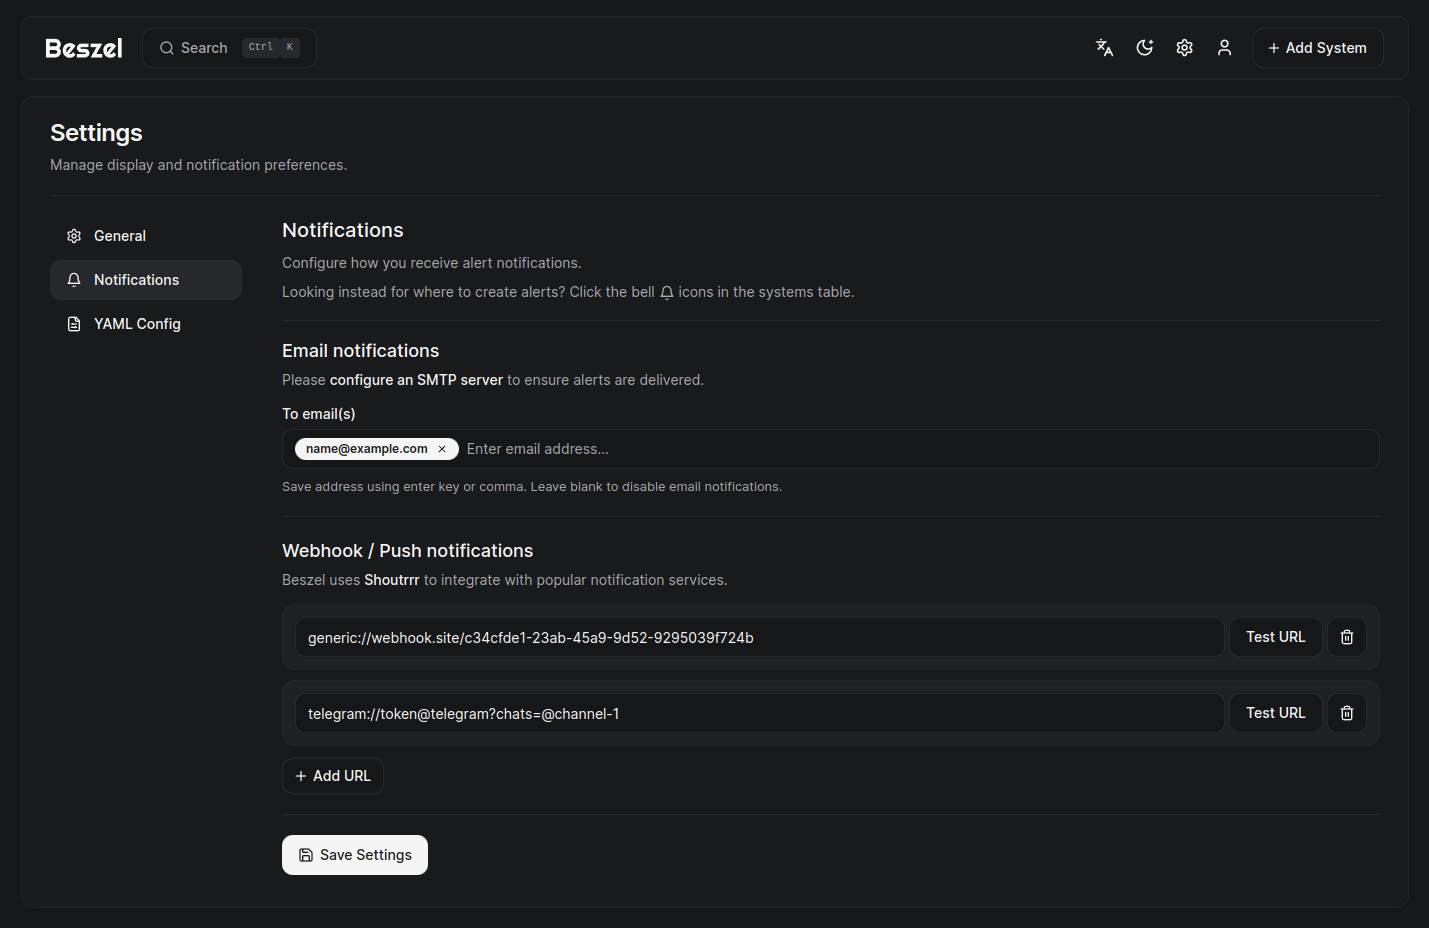 Beszel Search Ctrl K Add System
Settings
Manage display and notification preferences.
General
Notifications
YAML Config
Notifications
Configure how you receive alert notifications.
Looking instead for where to create alerts? Click the bell icons in the systems table.
Email notifications
Please configure an SMTP server to ensure alerts are delivered.
To email(s)
name@example.com Enter email address...
Save address using enter key or comma. Leave blank to disable email notifications.
Webhook / Push notifications
Beszel uses Shoutrrr to integrate with popular notification services.
generic://webhook.site/c34cfde1-23ab-45a9-9d52-9295039f724b Test URL
telegram://token@telegram?chats=@channel-1 Test URL
Add URL
Save Settings